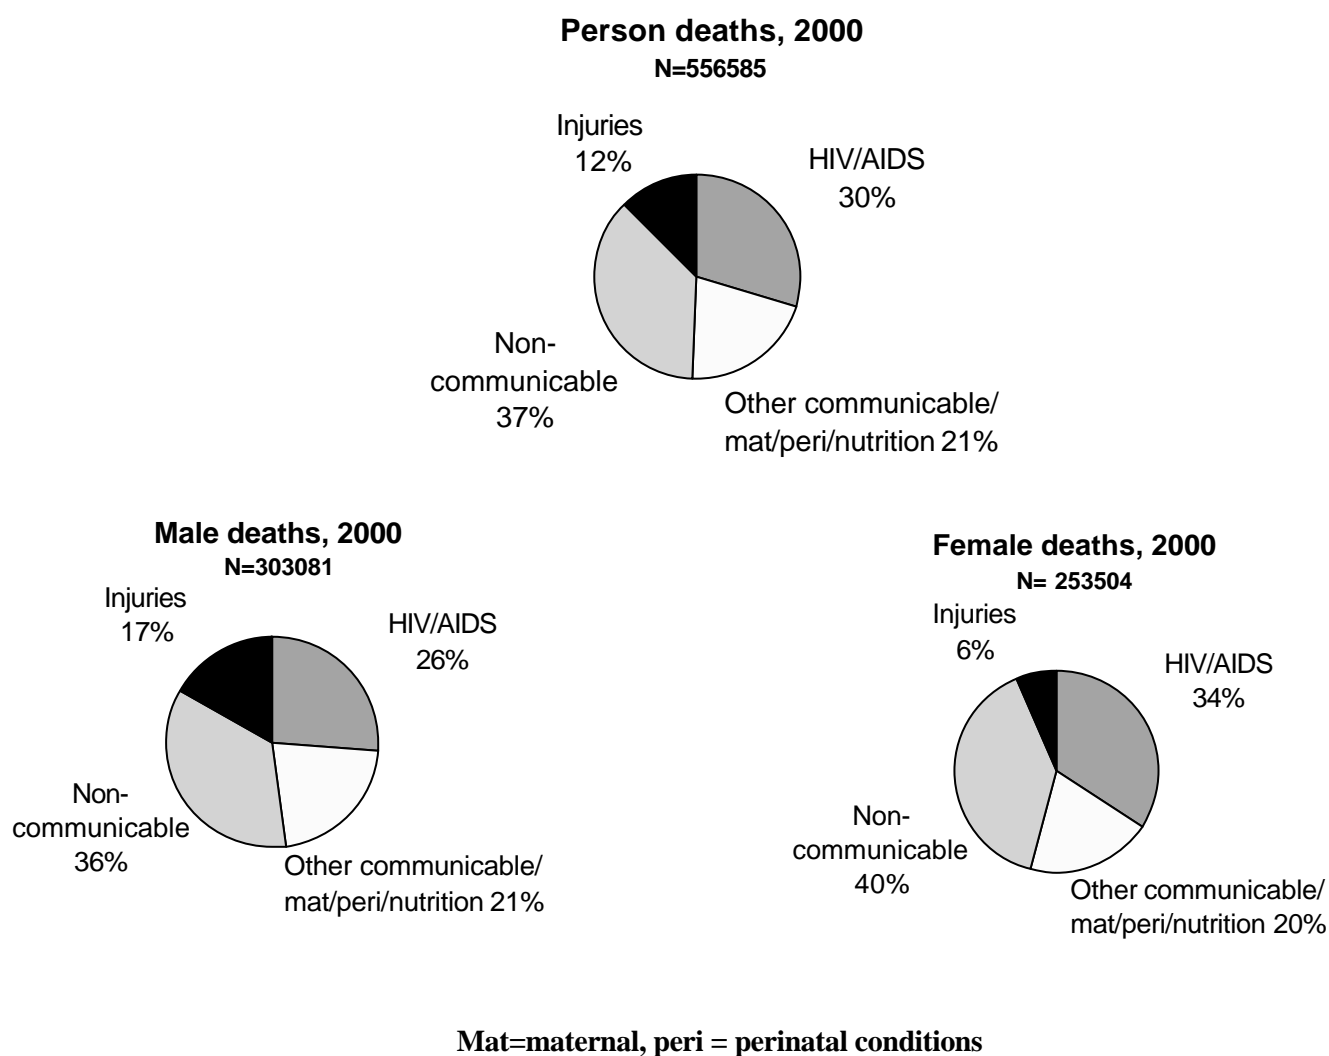 Person deaths, 2000
N=556585
Injuries
12%
HIV/AIDS
30%
Non-
communicable
37%
Other communicable/
mat/peri/nutrition 21%
Male deaths, 2000
N=303081
Injuries
17%
HIV/AIDS
26%
Non-
communicable
36%
Other communicable/
mat/peri/nutrition 21%
Female deaths, 2000
N= 253504
Injuries
6%
HIV/AIDS
34%
Non-
communicable
40%
Other communicable/
mat/peri/nutrition 20%
Mat=maternal, peri = perinatal conditions